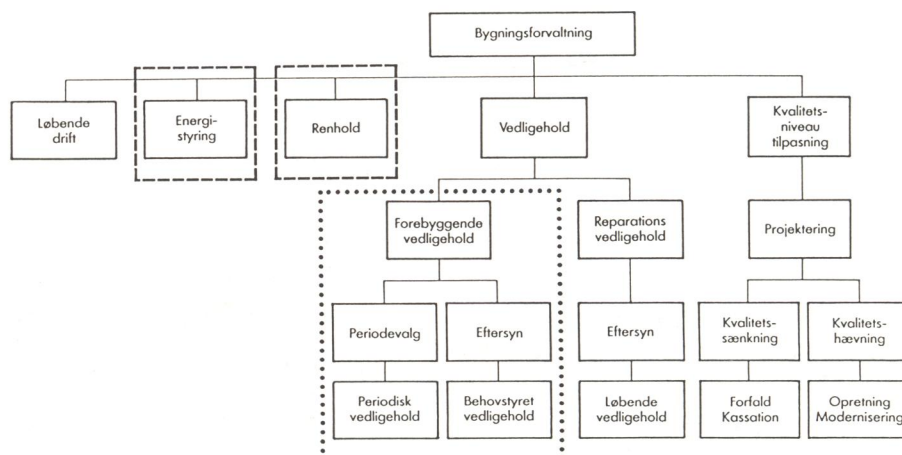 Bygningsforvaltning
Løbende
drift
Energi-
styring
Renhold
Vedligehold
Kvalitets-
niveau
tilpasning
Forebyggende
vedligehold
Reparations
vedligehold
Projektering
Periodevalg
Eftersyn
Eftersyn
Kvalitets-
sænkning
Kvalitets-
hævning
Periodisk
vedligehold
Behovstyret
vedligehold
Løbende
vedligehold
Forfald
Kassation
Opretning
Modernisering